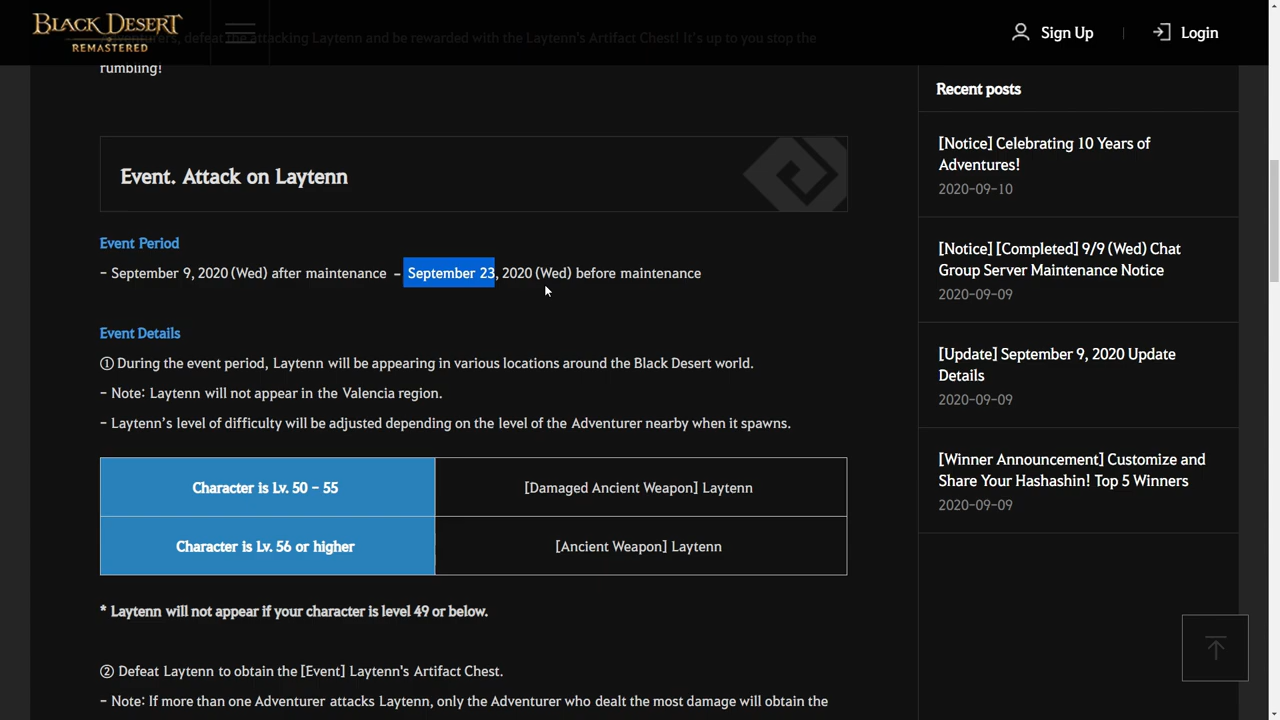 BLACK DESERT
REMASTERED
Sign Up
Login
Adventurers, defeat the attacking Laytenn and be rewarded with the Laytenn's Artifact Chest! It's up to you stop the
rumbling!
Event. Attack on Laytenn
Event Period
- September 9, 2020 (Wed) after maintenance – September 23, 2020 (Wed) before maintenance
Event Details
① During the event period, Laytenn will be appearing in various locations around the Black Desert world.
- Note: Laytenn will not appear in the Valencia region.
- Laytenn's level of difficulty will be adjusted depending on the level of the Adventurer nearby when it spawns.
Character is Lv. 50 - 55
[Damaged Ancient Weapon] Laytenn
Character is Lv. 56 or higher
[Ancient Weapon] Laytenn
* Laytenn will not appear if your character is level 49 or below.
② Defeat Laytenn to obtain the [Event] Laytenn's Artifact Chest.
- Note: If more than one Adventurer attacks Laytenn, only the Adventurer who dealt the most damage will obtain the
Recent posts
[Notice] Celebrating 10 Years of
Adventures!
2020-09-10
[Notice] [Completed] 9/9 (Wed) Chat
Group Server Maintenance Notice
2020-09-09
[Update] September 9, 2020 Update
Details
2020-09-09
[Winner Announcement] Customize and
Share Your Hashashin! Top 5 Winners
2020-09-09